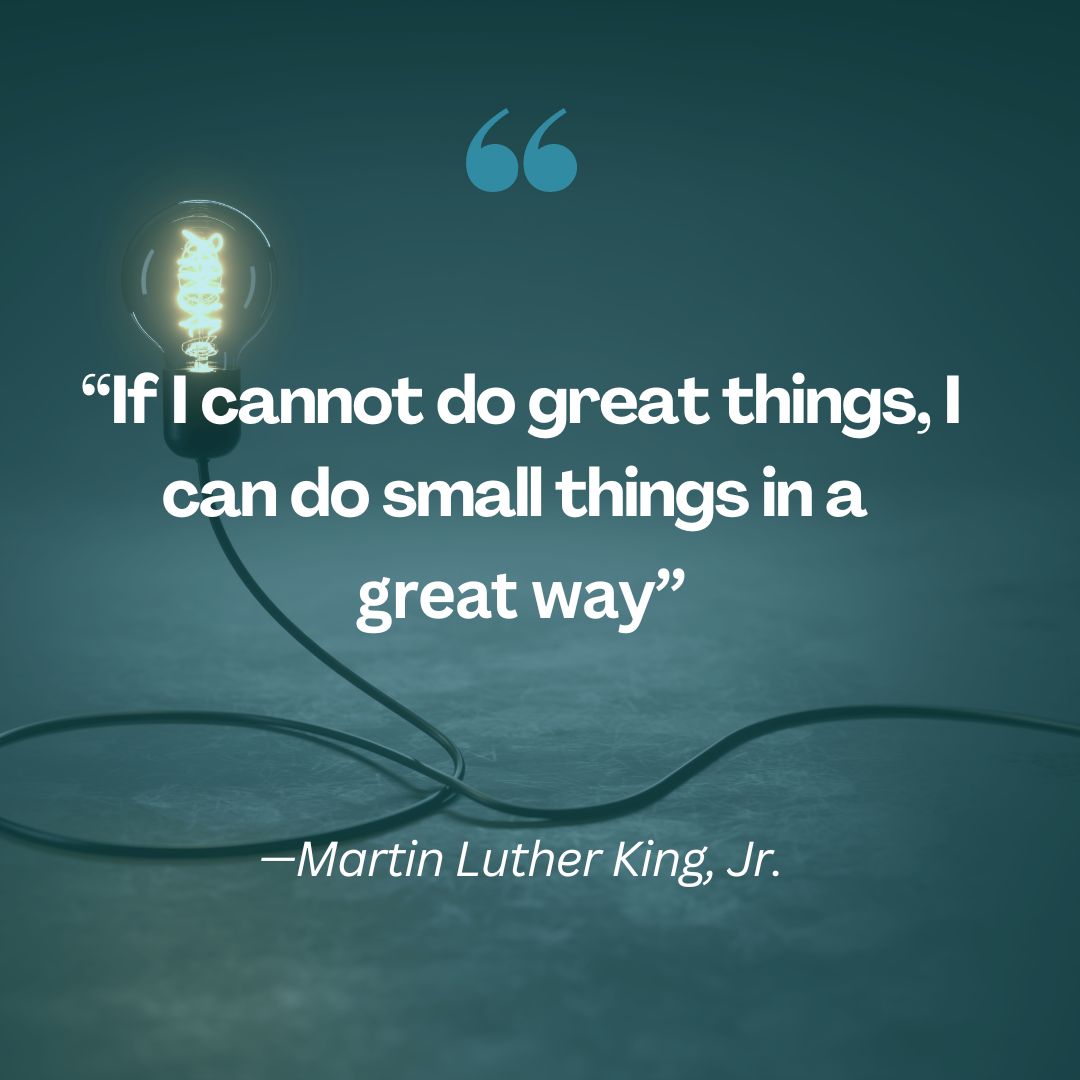 “
“If I cannot do great things, I
can do small things in a
great way”
—Martin Luther King, Jr.